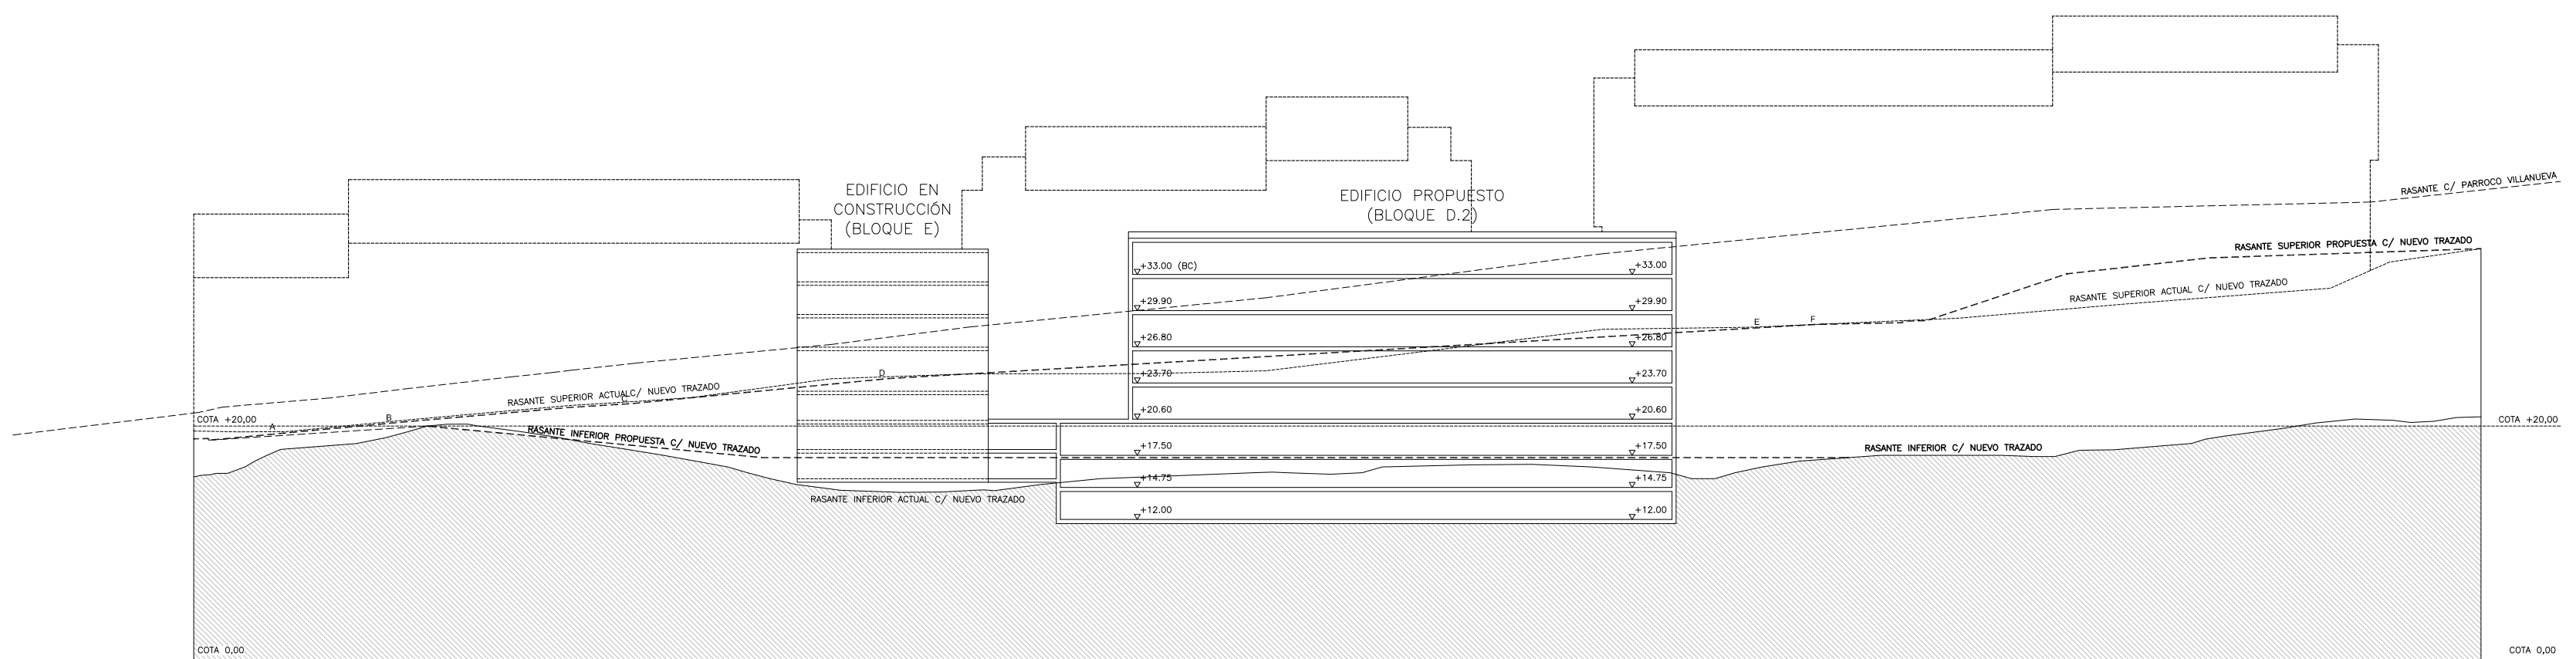 EDIFICIO EN
CONSTRUCCIÓN
(BLOQUE E)
EDIFICIO PROPUESTO
(BLOQUE D.2)
RASANTE C/ PARROCO VILLANUEVA
RASANTE SUPERIOR PROPUESTA C/ NUEVO TRAZADO
RASANTE SUPERIOR ACTUAL C/ NUEVO TRAZADO
+33.00 (BC)
+33.00
+29.90
+29.90
+26.80
+26.80
E
F
+23.70
+23.70
D
RASANTE SUPERIOR ACTUALC/ NUEVO TRAZADO
C
+20.60
+20.60
COTA +20,00
A
B
COTA +20,00
RASANTE INFERIOR PROPUESTA C/ NUEVO TRAZADO
+17.50
+17.50
RASANTE INFERIOR C/ NUEVO TRAZADO
+14.75
+14.75
RASANTE INFERIOR ACTUAL C/ NUEVO TRAZADO
+12.00
+12.00
COTA 0,00
COTA 0,00